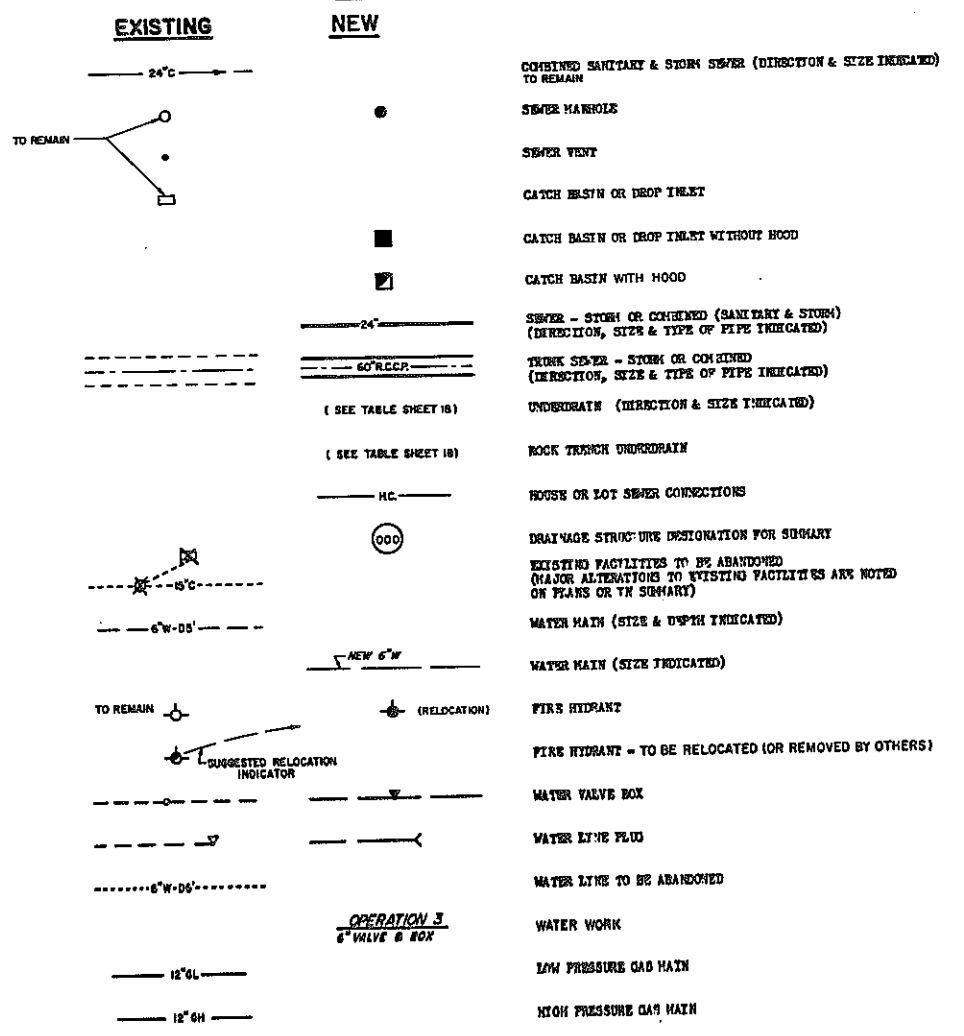 EXISTING NEW
24"C COMBINED SANITARY & STORM SEWER (DIRECTION & SIZE INDICATED)
TO REMAIN
SEWER MANHOLE
TO REMAIN
SEWER VENT
CATCH BASIN OR DROP INLET
CATCH BASIN OR DROP INLET WITHOUT HOOD
CATCH BASIN WITH HOOD
24" SEWER - STORM OR COMBINED (SANITARY & STORM)
(DIRECTION, SIZE & TYPE OF PIPE INDICATED)
60"R.C.C.P. TRUNK SEWER - STORM OR COMBINED
(DIRECTION, SIZE & TYPE OF PIPE INDICATED)
( SEE TABLE SHEET 18) UNDERDRAIN (DIRECTION & SIZE INDICATED)
( SEE TABLE SHEET 18) ROCK TRENCH UNDERDRAIN
H.C. HOUSE OR LOT SEWER CONNECTIONS
000 DRAINAGE STRUCTURE DESIGNATION FOR SUMMARY
15"C EXISTING FACILITIES TO BE ABANDONED
(MAJOR ALTERATIONS TO EXISTING FACILITIES ARE NOTED
ON PLANS OR IN SUMMARY)
6"W-D5' WATER MAIN (SIZE & DEPTH INDICATED)
NEW 6"W WATER MAIN (SIZE INDICATED)
TO REMAIN (RELOCATION) FIRE HYDRANT
SUGGESTED RELOCATION
INDICATOR
FIRE HYDRANT - TO BE RELOCATED (OR REMOVED BY OTHERS)
WATER VALVE BOX
WATER LINE PLUG
6"W-D5' WATER LINE TO BE ABANDONED
OPERATION 3
6" VALVE & BOX
WATER WORK
12"GL LOW PRESSURE GAS MAIN
12"GH HIGH PRESSURE GAS MAIN